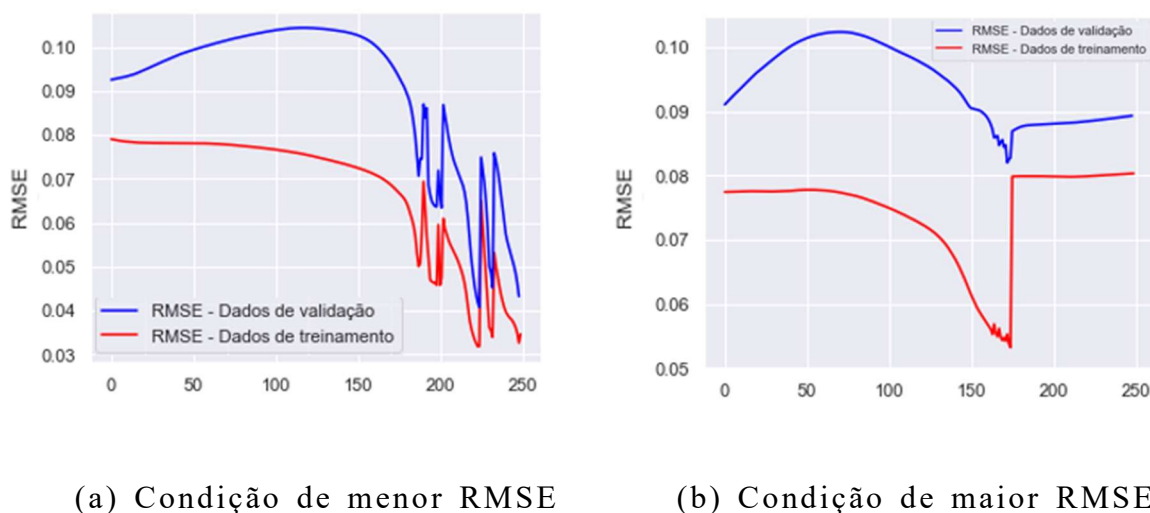 RMSE
0.10
0.09
0.08
0.07
0.06
0.05
0.04
0.03
RMSE - Dados de validação
RMSE - Dados de treinamento
0 50 100 150 200 250
RMSE
0.10
0.09
0.08
0.07
0.06
0.05
RMSE - Dados de validação
RMSE - Dados de treinamento
0 50 100 150 200 250
(a) Condição de menor RMSE
(b) Condição de maior RMSE